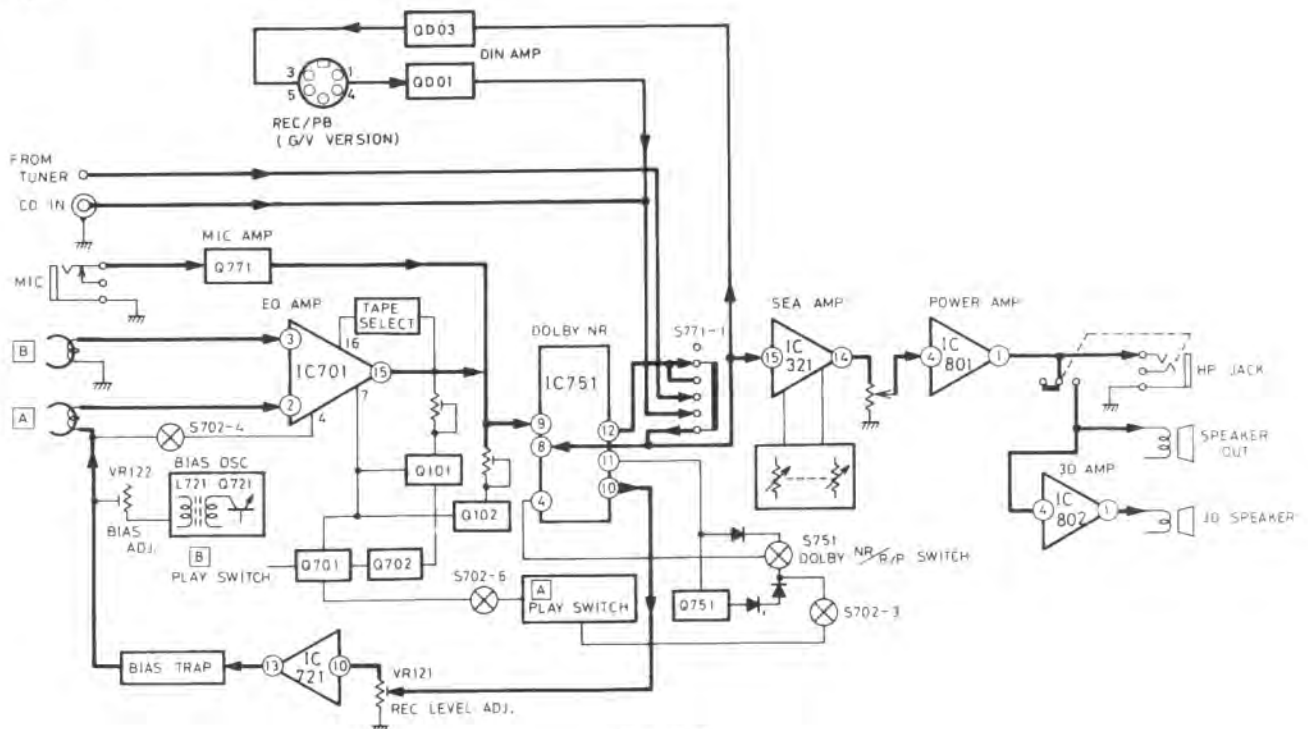 QD03
DIN AMP
3
1
5
4
QD01
REC/PB
( G/V VERSION)
FROM
TUNER
CD IN
MIC AMP
Q771
MIC
EQ AMP
TAPE
SELECT
16
B
3
IC701
15
7
2
4
A
S702-4
DOLBY NR
IC751
9
8
4
12
11
10
S771-1
SEA AMP
15
IC
321
14
POWER AMP
4
IC
801
1
HP JACK
SPEAKER
OUT
3D AMP
4
IC
802
1
3D SPEAKER
VR122
BIAS OSC
L721 Q721
BIAS
ADJ.
B
PLAY SWITCH
Q101
Q102
Q701
Q702
S702-6
A
PLAY SWITCH
Q751
S751
DOLBY NR/R/P SWITCH
S702-3
BIAS TRAP
13
IC
721
10
VR121
REC LEVEL ADJ.